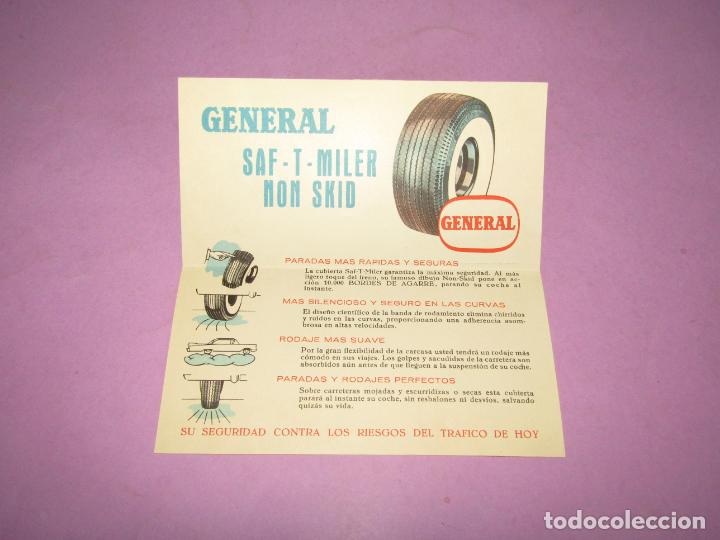 GENERAL
SAF-T-MILER
NON SKID
GENERAL
PARADAS MAS RAPIDAS Y SEGURAS
La cubierta Saf-T-Miler garantiza la máxima seguridad. Al más
ligero toque del freno, su famoso dibujo Non-Skid pone en ac-
ción 10.000 BORDES DE AGARRE, parando su coche al
instante.
MAS SILENCIOSO Y SEGURO EN LAS CURVAS
El diseño científico de la banda de rodamiento elimina chirridos
y ruidos en las curvas, proporcionando una adherencia asom-
brosa en altas velocidades.
RODAJE MAS SUAVE
Por la gran flexibilidad de la carcasa usted tendrá un rodaje más
cómodo en sus viajes. Los golpes y sacudidas de la carretera son
absorbidos aún antes de que lleguen a la suspensión de su coche.
PARADAS Y RODAJES PERFECTOS
Sobre carreteras mojadas y escurridizas o secas esta cubierta
parará al instante su coche, sin resbalones ni desvíos, salvando
quizás su vida.
SU SEGURIDAD CONTRA LOS RIESGOS DEL TRAFICO DE HOY
todocoleccion
todocoleccion.net